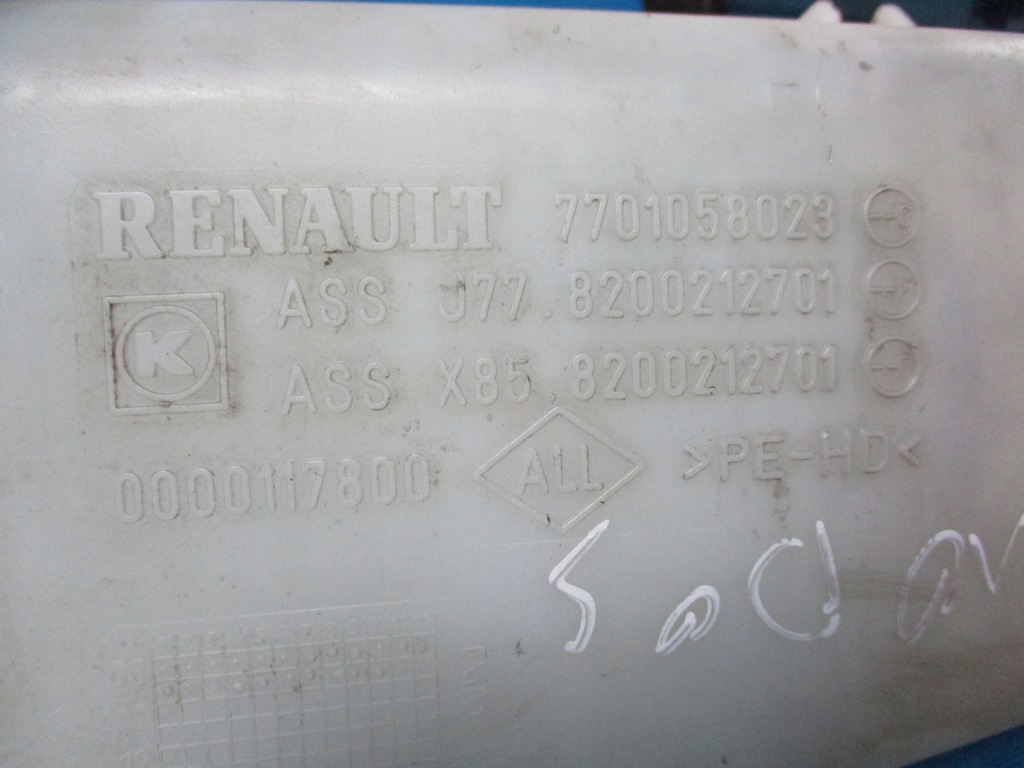 RENAULT 7701058023
ASS J77.8200212701
K
ASS X85.8200212701
0000117800 ALL >PE-HD<